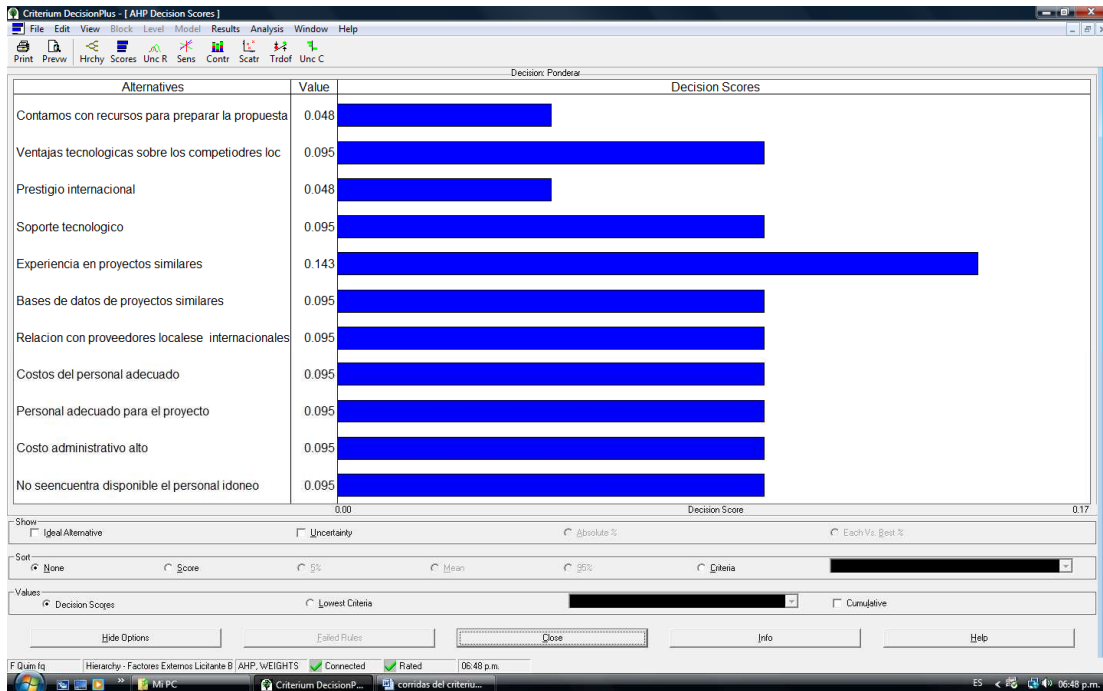 Criterium DecisionPlus - [ AHP Decision Scores ]
File Edit View Block Level Model Results Analysis Window Help
Print Prevw Hrchy Scores Unc R Sens Contr Scatr Trdof Unc C
Decision: Ponderar
Alternatives Value Decision Scores
Contamos con recursos para preparar la propuesta 0.048
Ventajas tecnologicas sobre los competiodres loc 0.095
Prestigio internacional 0.048
Soporte tecnologico 0.095
Experiencia en proyectos similares 0.143
Bases de datos de proyectos similares 0.095
Relacion con proveedores localese internacionales 0.095
Costos del personal adecuado 0.095
Personal adecuado para el proyecto 0.095
Costo administrativo alto 0.095
No seencuentra disponible el personal idoneo 0.095
0.00 Decision Score 0.17
Show
Ideal Alternative Uncertainty Absolute % Each Vs. Best %
Sort
None Score 5% Mean 95% Criteria
Values
Decision Scores Lowest Criteria Cumulative
Hide Options Failed Rules Close Info Help
F Quim fq Hierarchy - Factores Externos Licitante B AHP, WEIGHTS Connected Rated 06:48 p.m.
Mi PC Criterium DecisionP... corridas del criteriu... ES 06:48 p.m.